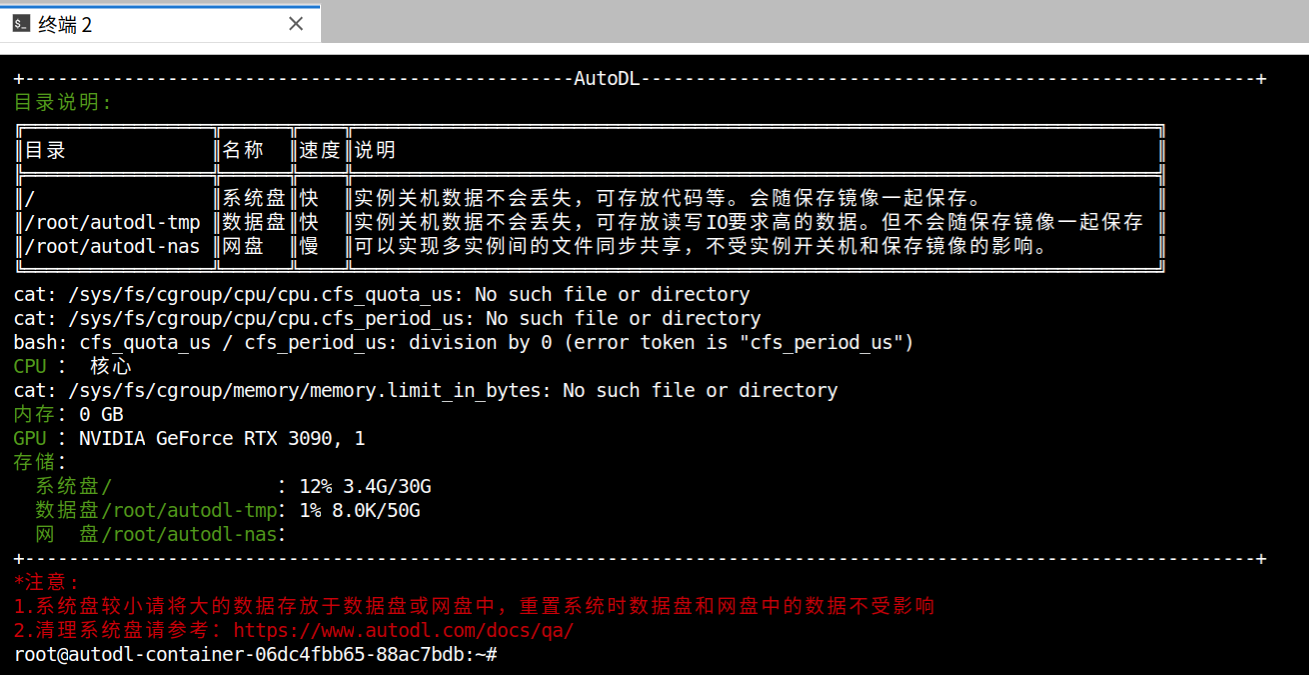 终端 2
+--------------------------------------------------AutoDL--------------------------------------------------------+
目录说明:
╔═════════════════╦═══════╦════╦═════════════════════════════════════════════════════════════════════════╗
║目录 ║名称 ║速度║说明 ║
╠═════════════════╬═══════╬════╬═════════════════════════════════════════════════════════════════════════╣
║/ ║系统盘║快 ║实例关机数据不会丢失，可存放代码等。会随保存镜像一起保存。 ║
║/root/autodl-tmp ║数据盘║快 ║实例关机数据不会丢失，可存放读写IO要求高的数据。但不会随保存镜像一起保存 ║
║/root/autodl-nas ║网盘 ║慢 ║可以实现多实例间的文件同步共享，不受实例开关机和保存镜像的影响。 ║
╚═════════════════╩═══════╩════╩═════════════════════════════════════════════════════════════════════════╝
cat: /sys/fs/cgroup/cpu/cpu.cfs_quota_us: No such file or directory
cat: /sys/fs/cgroup/cpu/cpu.cfs_period_us: No such file or directory
bash: cfs_quota_us / cfs_period_us: division by 0 (error token is "cfs_period_us")
CPU ： 核心
cat: /sys/fs/cgroup/memory/memory.limit_in_bytes: No such file or directory
内存：0 GB
GPU ：NVIDIA GeForce RTX 3090, 1
存储：
系统盘/ ：12% 3.4G/30G
数据盘/root/autodl-tmp：1% 8.0K/50G
网 盘/root/autodl-nas：
+----------------------------------------------------------------------------------------------------------------+
*注意:
1.系统盘较小请将大的数据存放于数据盘或网盘中，重置系统时数据盘和网盘中的数据不受影响
2.清理系统盘请参考：https://www.autodl.com/docs/qa/
root@autodl-container-06dc4fbb65-88ac7bdb:~#